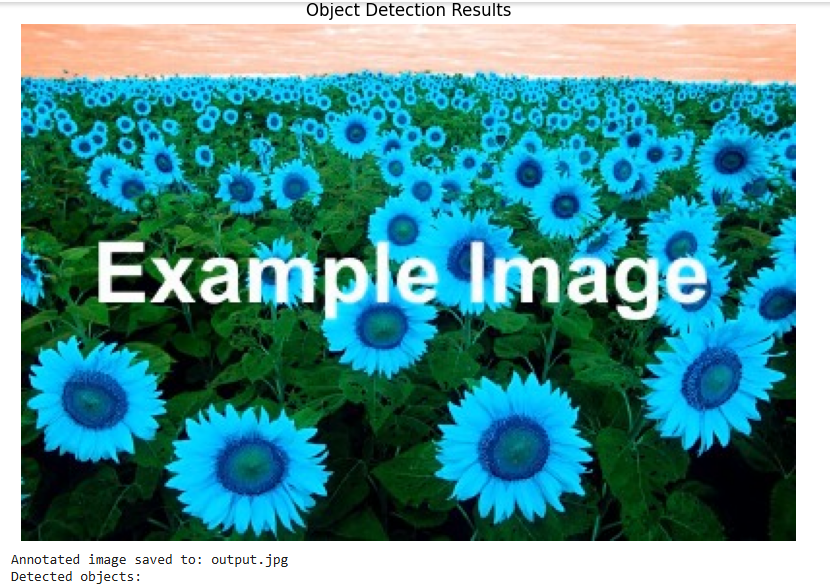 Object Detection Results
Example Image
Annotated image saved to: output.jpg
Detected objects: